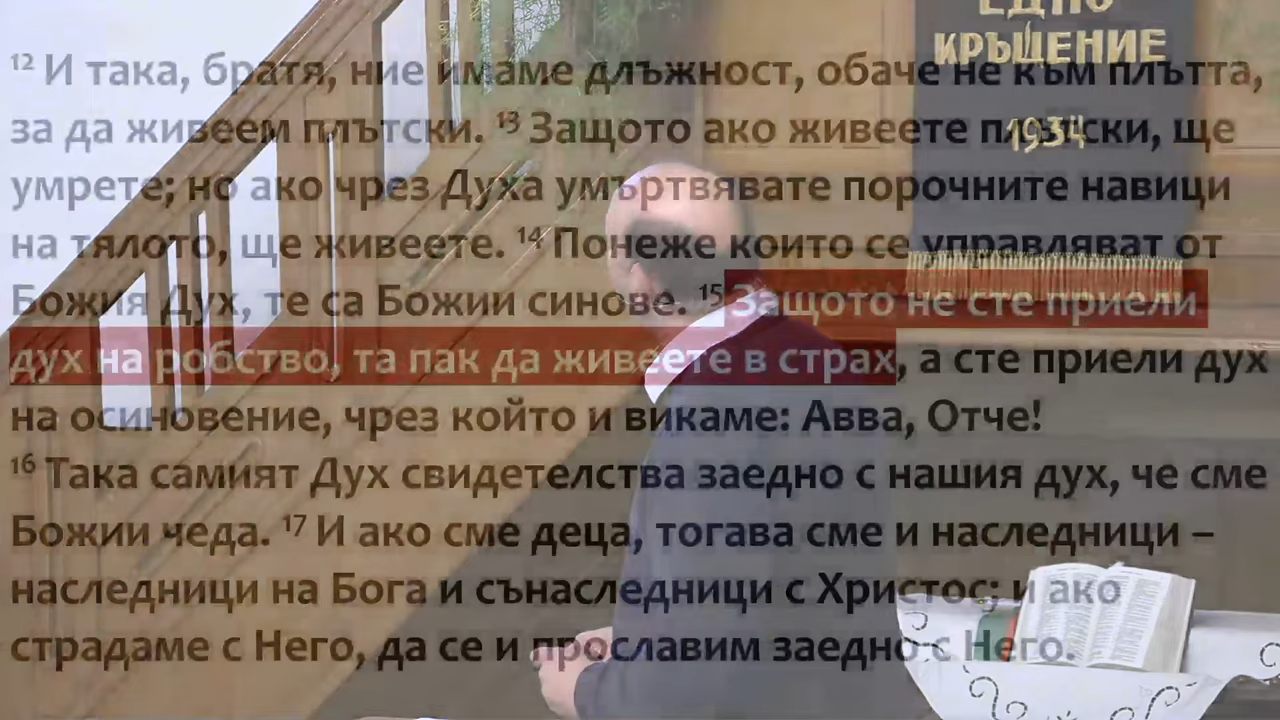 ЕДНО
КРЪЩЕНИЕ
1934
12 И така, братя, ние имаме длъжност, обаче не към плътта,
за да живеем плътски. 13 Защото ако живеете плътски, ще
умрете; но ако чрез Духа умъртвявате порочните навици
на тялото, ще живеете. 14 Понеже които се управляват от
Божия Дух, те са Божии синове. 15 Защото не сте приели
дух на робство, та пак да живеете в страх, а сте приели дух
на осиновение, чрез който и викаме: Авва, Отче!
16 Така самият Дух свидетелства заедно с нашия дух, че сме
Божии чеда. 17 И ако сме деца, тогава сме и наследници –
наследници на Бога и сънаследници с Христос; и ако
страдаме с Него, да се и прославим заедно с Него.